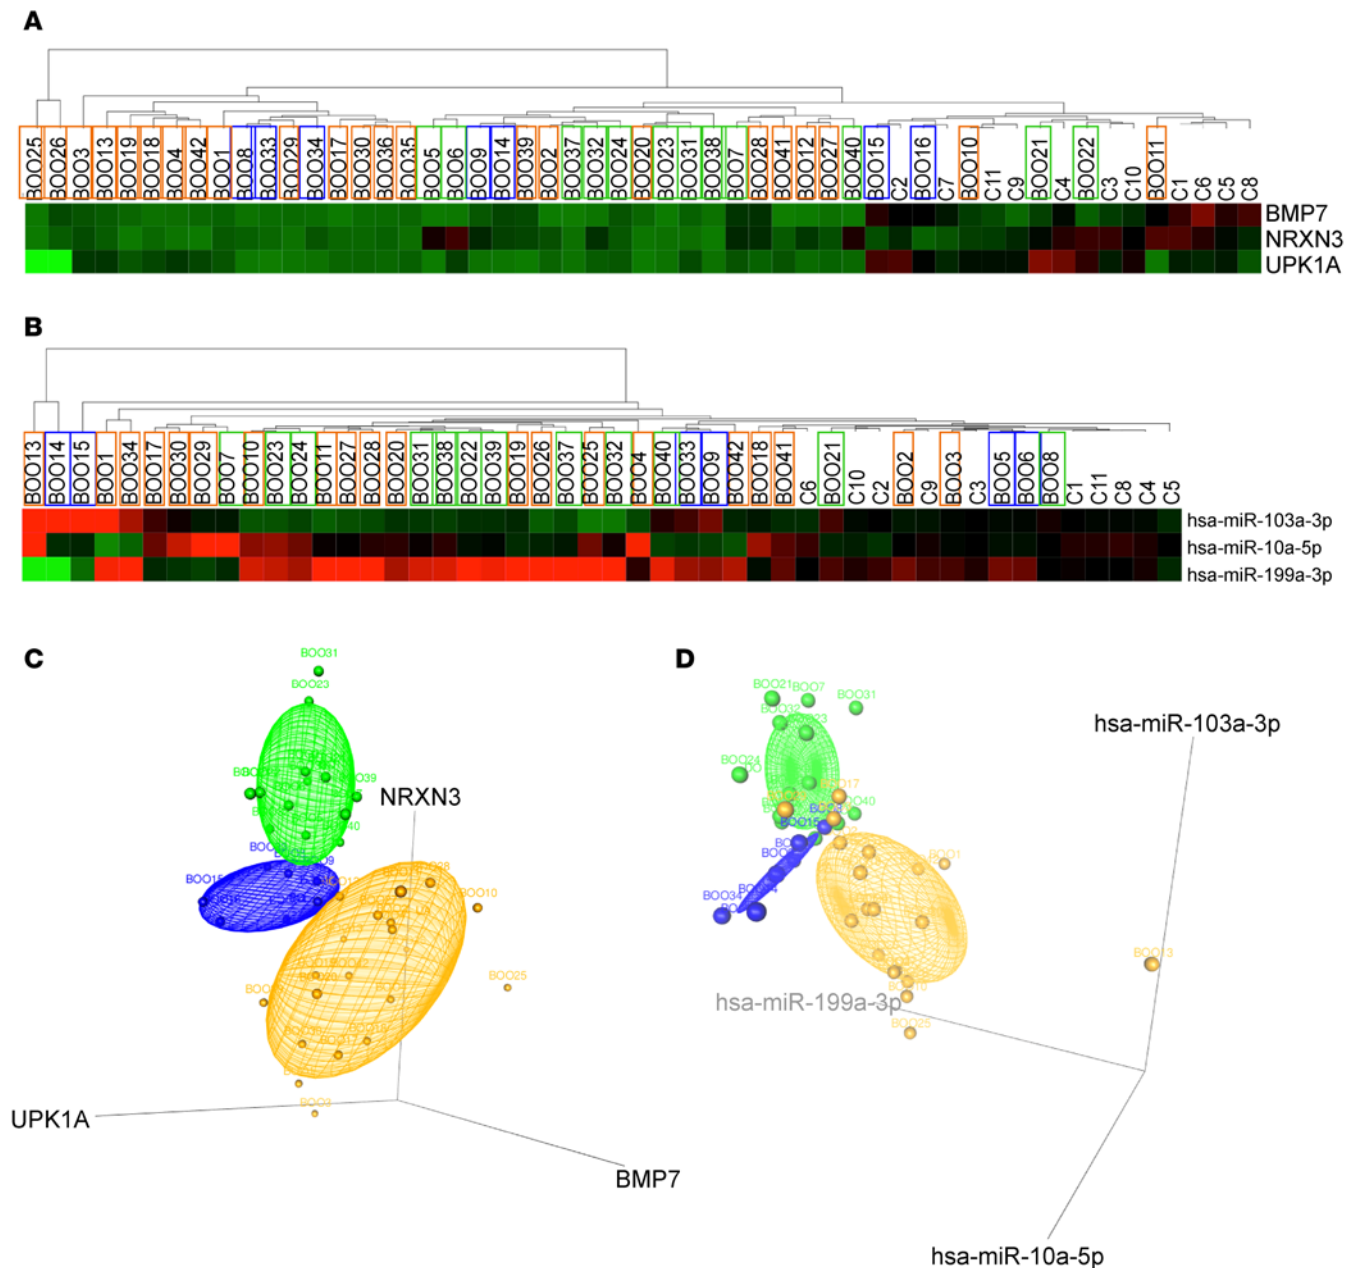 A
BOO25 BOO26 BOO3 BOO13 BOO19 BOO18 BOO4 BOO42 BOO1 BOO8 BOO33 BOO29 BOO34 BOO17 BOO30 BOO36 BOO35 BOO5 BOO6 BOO9 BOO14 BOO39 BOO2 BOO37 BOO32 BOO24 BOO20 BOO23 BOO31 BOO38 BOO7 BOO28 BOO41 BOO12 BOO27 BOO40 BOO15 C2 BOO16 C7 BOO10 C11 C9 BOO21 C4 BOO22 C3 C10 BOO11 C1 C6 C5 C8
BMP7
NRXN3
UPK1A
B
BOO13 BOO14 BOO15 BOO1 BOO34 BOO17 BOO30 BOO29 BOO7 BOO10 BOO23 BOO24 BOO11 BOO27 BOO28 BOO20 BOO31 BOO38 BOO22 BOO39 BOO19 BOO26 BOO37 BOO25 BOO32 BOO4 BOO40 BOO33 BOO9 BOO42 BOO18 BOO41 C6 BOO21 C10 C2 BOO2 C9 BOO3 C3 BOO5 BOO6 BOO8 C1 C11 C8 C4 C5
hsa-miR-103a-3p
hsa-miR-10a-5p
hsa-miR-199a-3p
C
BOO31
BOO23
NRXN3
BOO15
BOO10
BOO25
BOO3
UPK1A
BMP7
D
BOO21 BOO7 BOO31
BOO24
BOO40
BOO15
BOO1
BOO34
BOO13
BOO25
hsa-miR-103a-3p
hsa-miR-199a-3p
hsa-miR-10a-5p